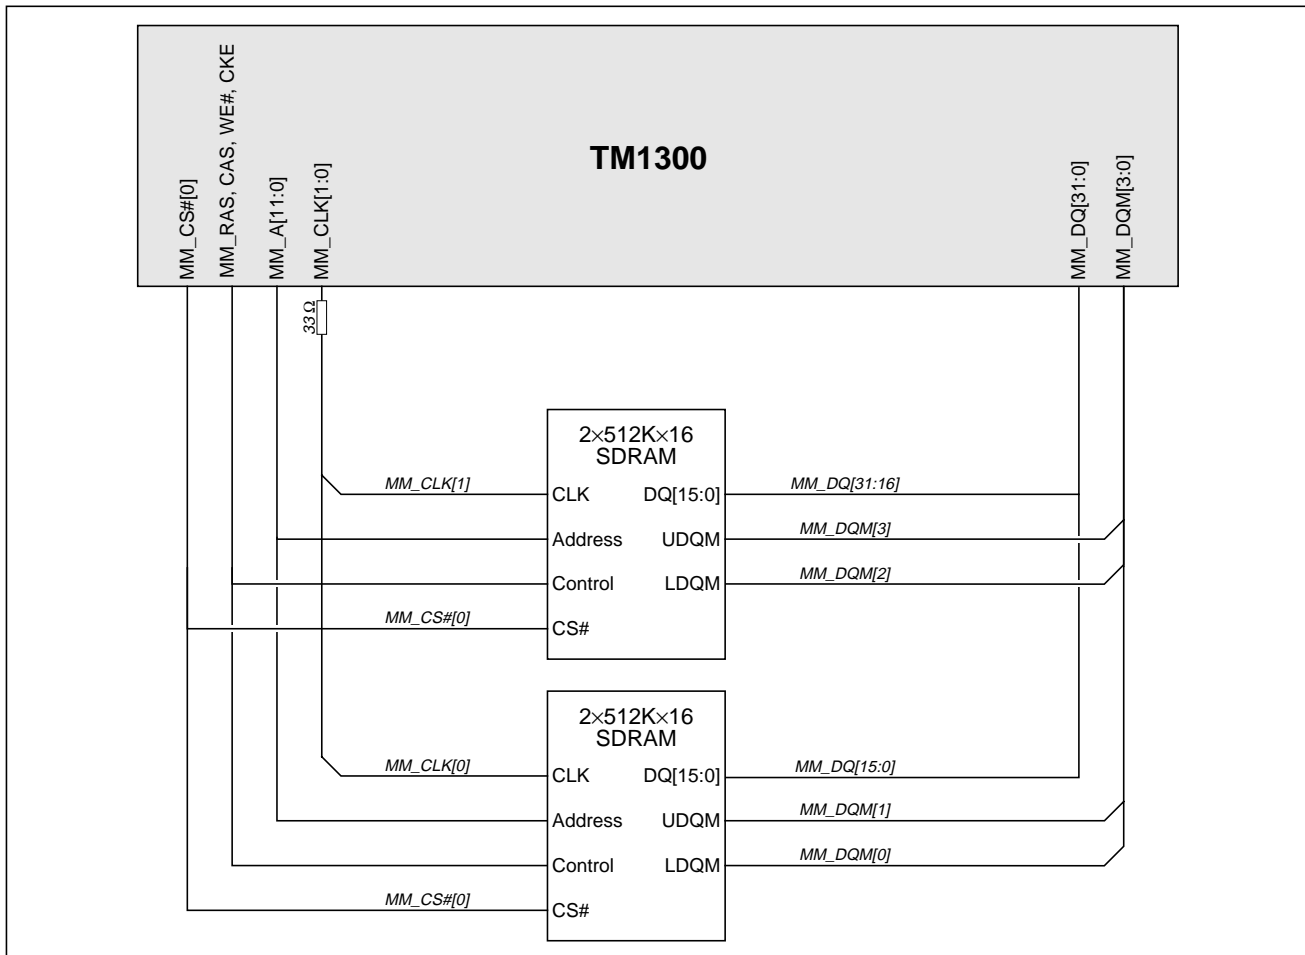 TM1300
MM_CS#[0]
MM_RAS, CAS, WE#, CKE
MM_A[11:0]
MM_CLK[1:0]
MM_DQ[31:0]
MM_DQM[3:0]
33 Ω
2×512K×16
SDRAM
MM_CLK[1]
CLK
DQ[15:0]
MM_DQ[31:16]
Address
UDQM
MM_DQM[3]
Control
LDQM
MM_DQM[2]
MM_CS#[0]
CS#
2×512K×16
SDRAM
MM_CLK[0]
CLK
DQ[15:0]
MM_DQ[15:0]
Address
UDQM
MM_DQM[1]
Control
LDQM
MM_DQM[0]
MM_CS#[0]
CS#